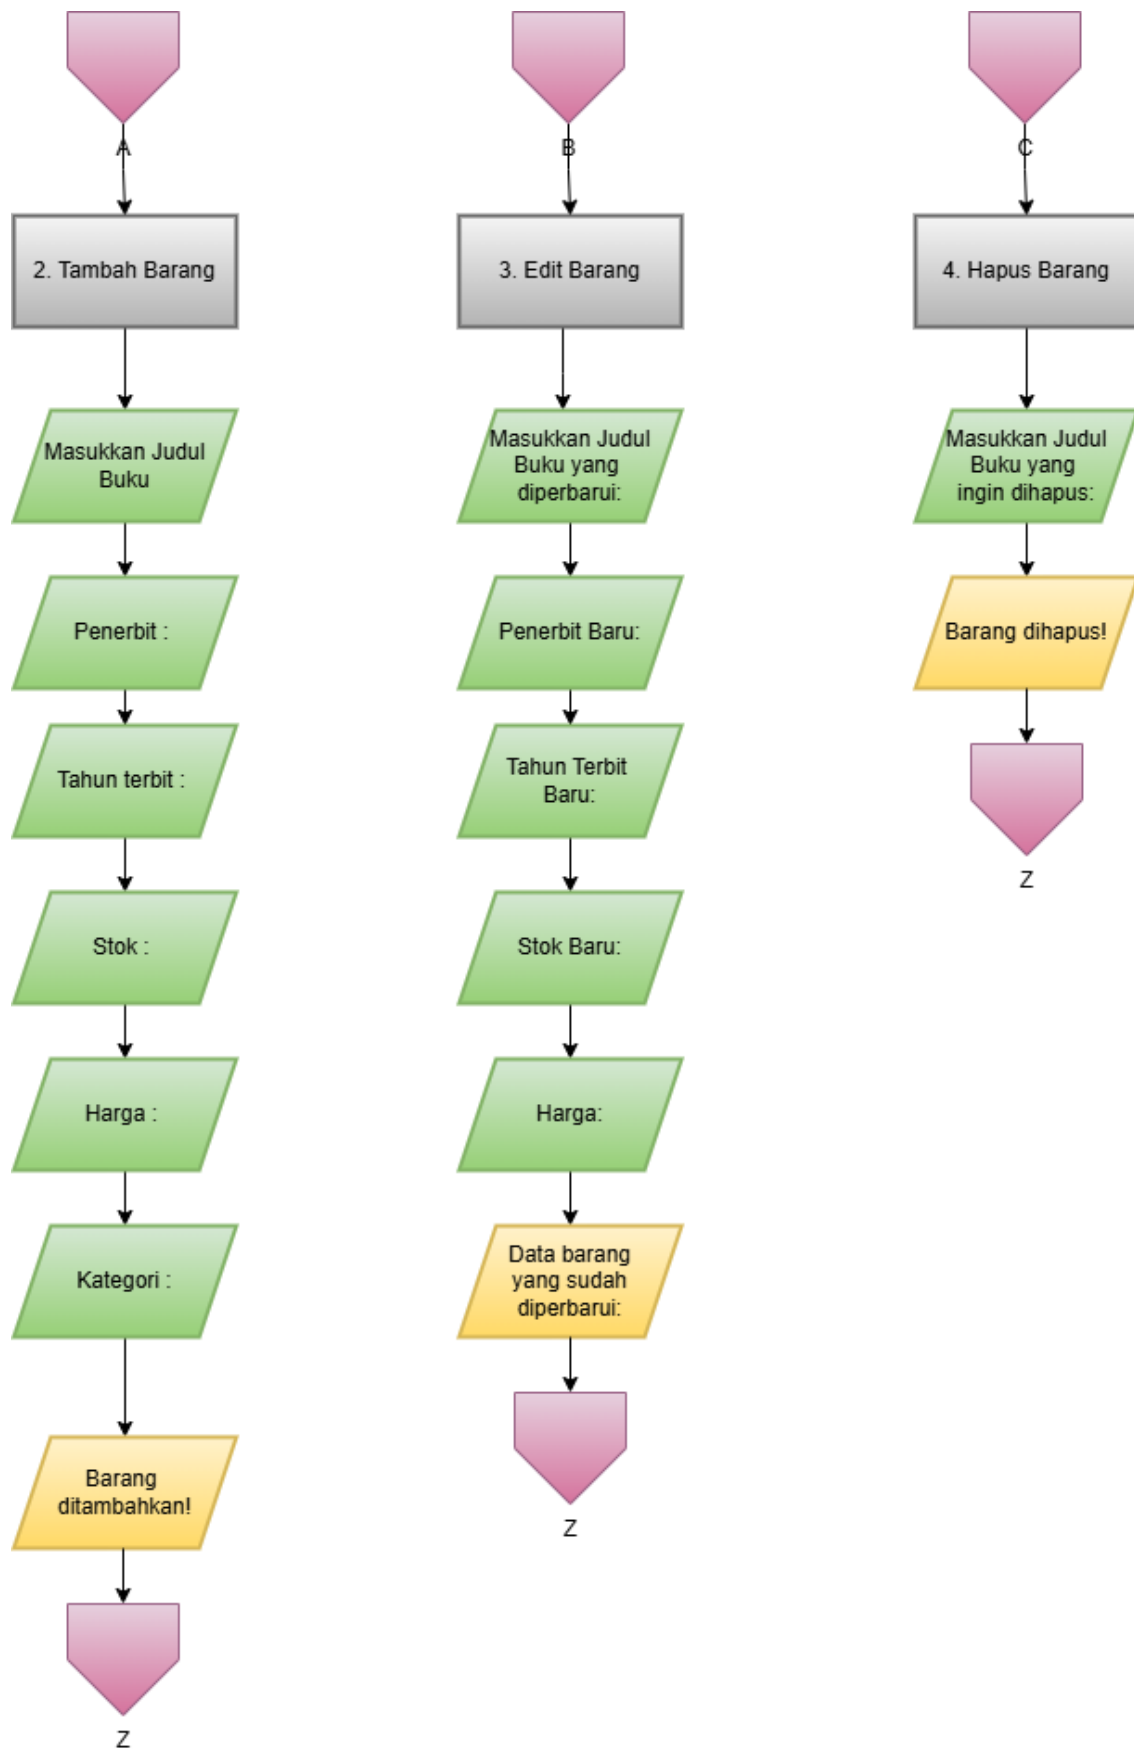 A
2. Tambah Barang
Masukkan Judul
Buku
Penerbit :
Tahun terbit :
Stok :
Harga :
Kategori :
Barang
ditambahkan!
Z
B
3. Edit Barang
Masukkan Judul
Buku yang
diperbarui:
Penerbit Baru:
Tahun Terbit
Baru:
Stok Baru:
Harga:
Data barang
yang sudah
diperbarui:
Z
C
4. Hapus Barang
Masukkan Judul
Buku yang
ingin dihapus:
Barang dihapus!
Z